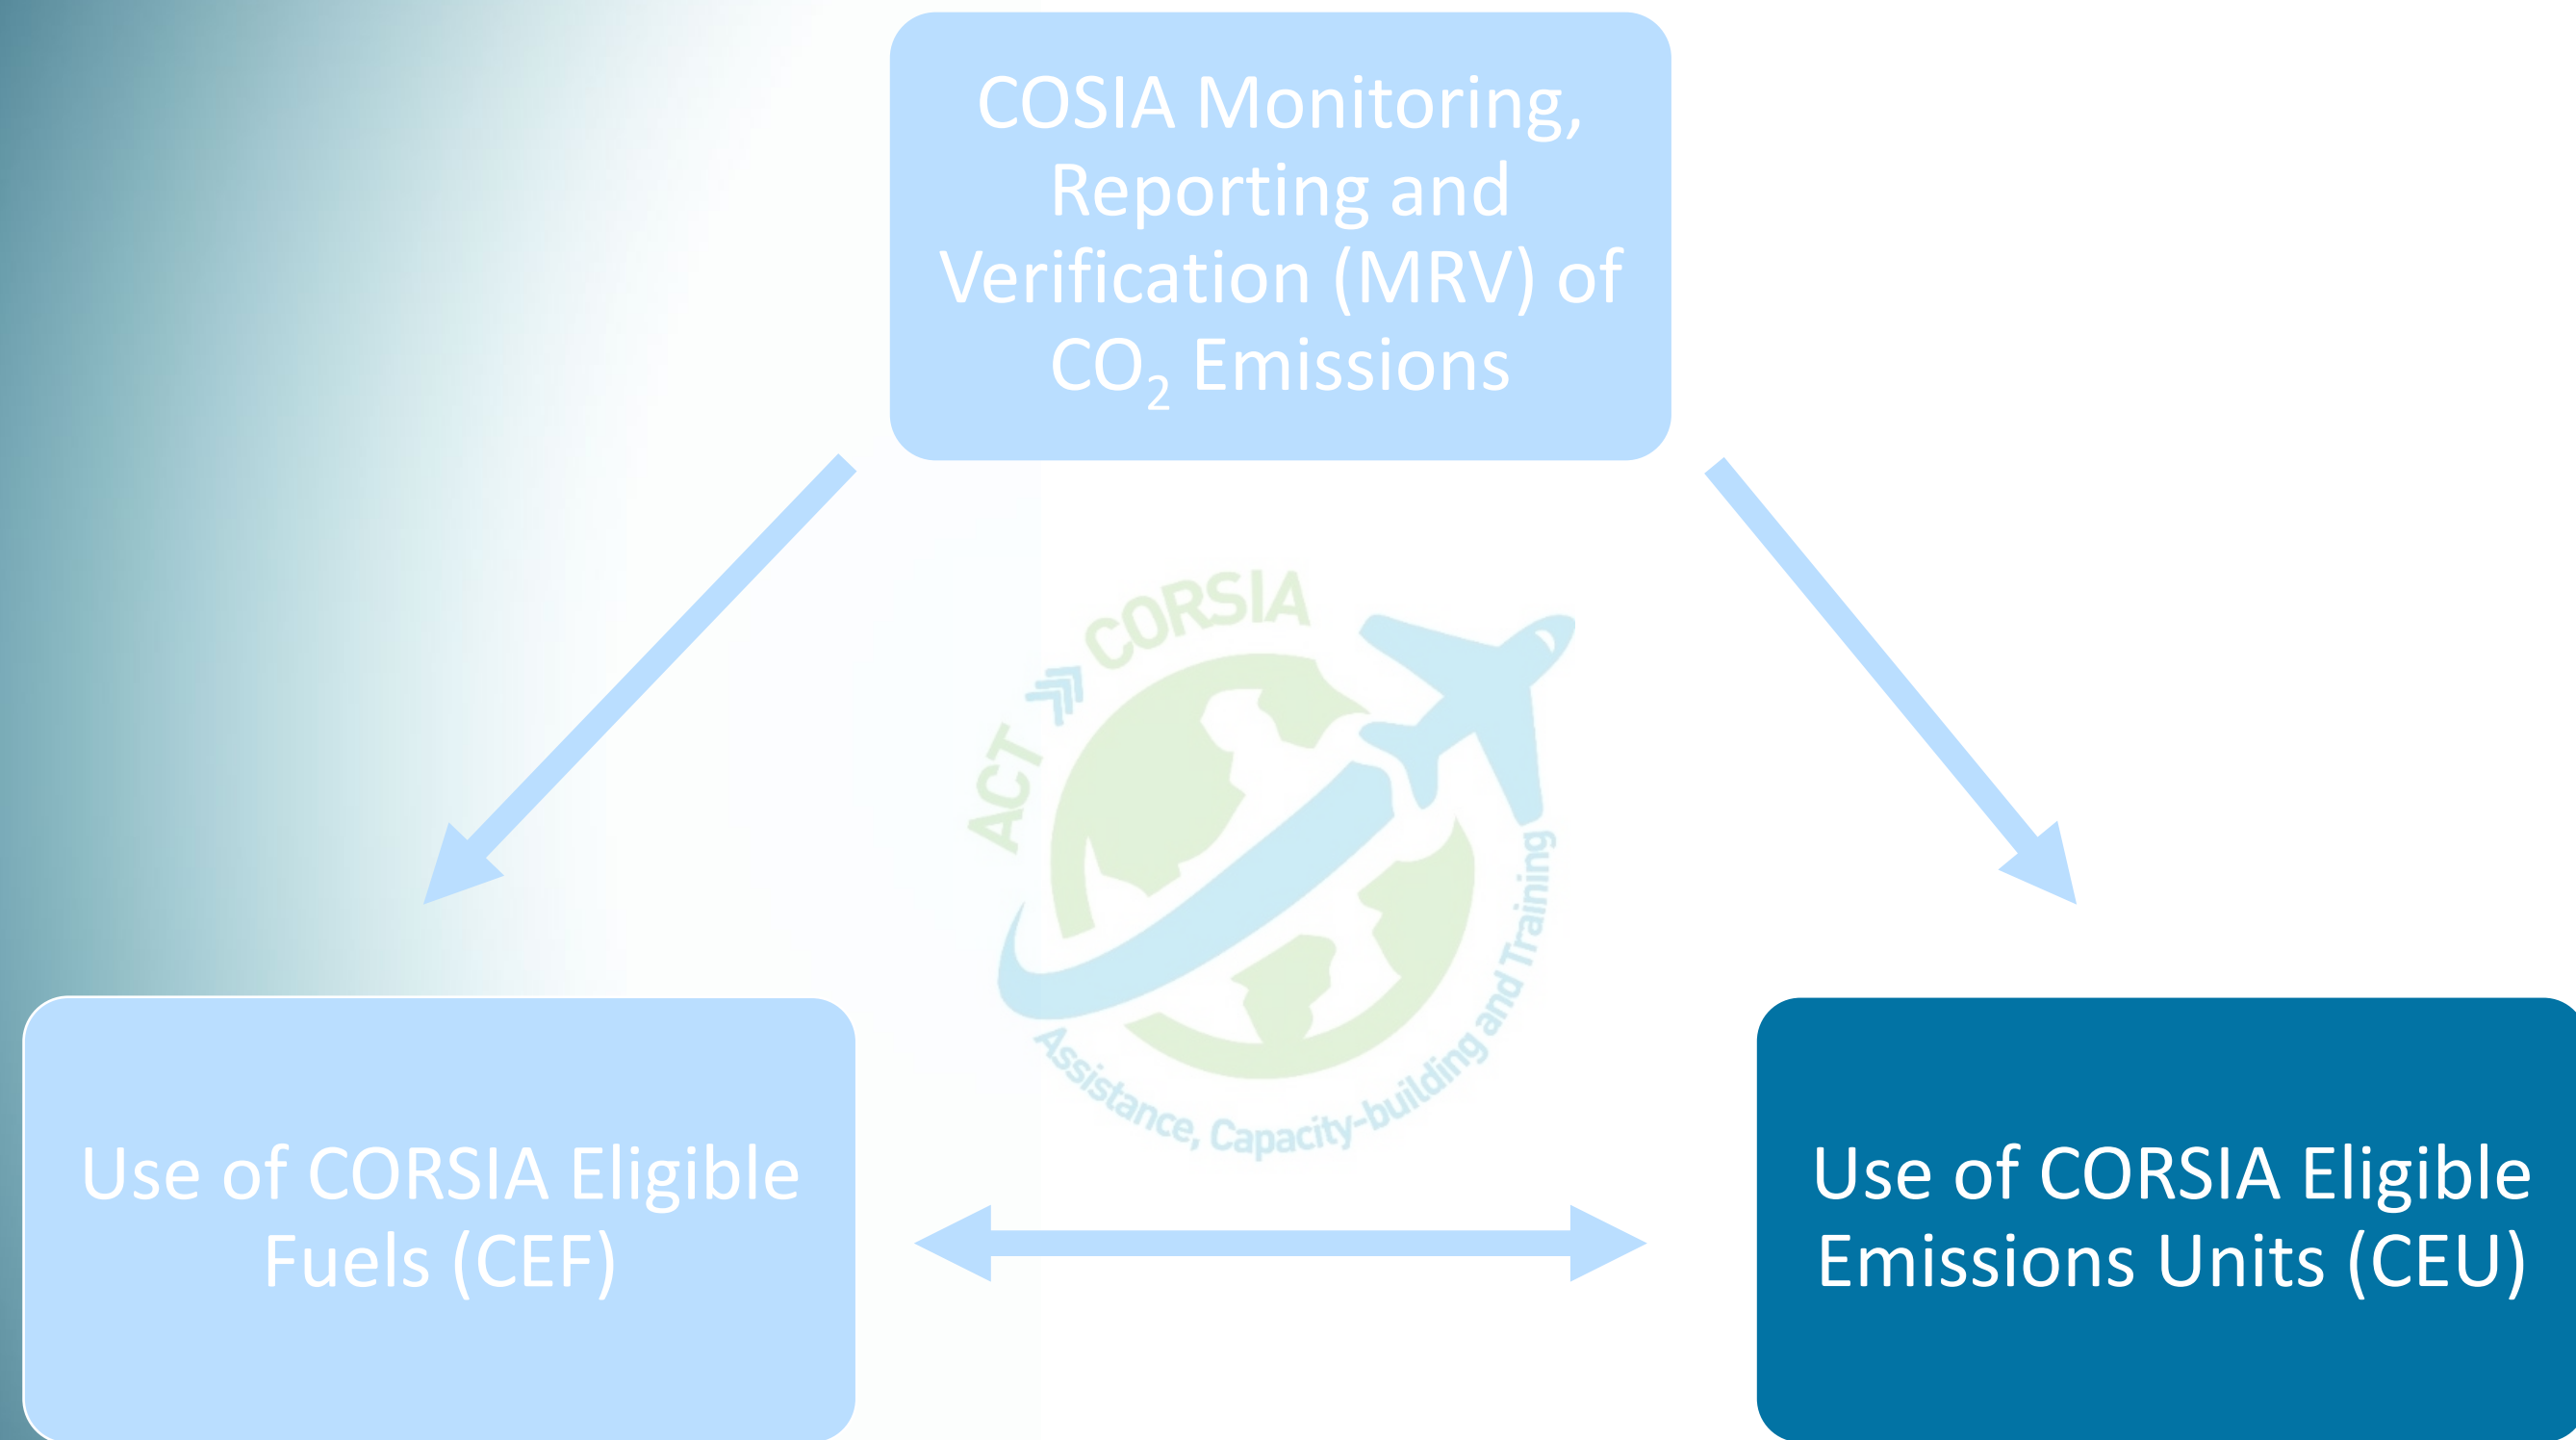 COSIA Monitoring,
Reporting and
Verification (MRV) of
CO₂ Emissions
ACT CORSIA
Assistance, Capacity-building and Training
Use of CORSIA Eligible
Fuels (CEF)
Use of CORSIA Eligible
Emissions Units (CEU)